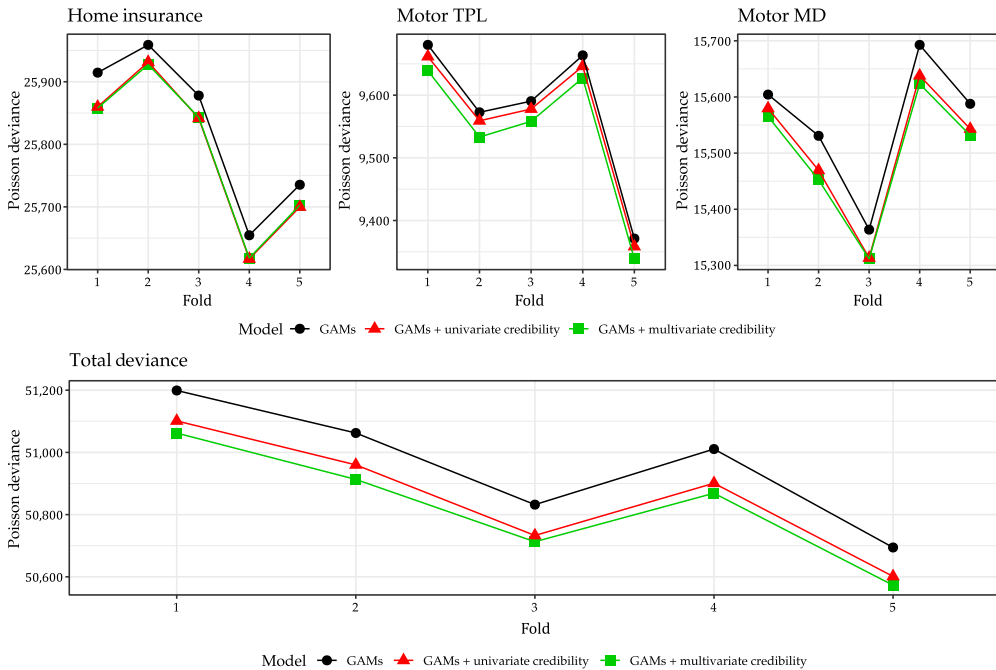 Home insurance
Poisson deviance
25,900
25,800
25,700
25,600
1 2 3 4 5
Fold
Motor TPL
Poisson deviance
9,600
9,500
9,400
1 2 3 4 5
Fold
Motor MD
Poisson deviance
15,700
15,600
15,500
15,400
15,300
1 2 3 4 5
Fold
Model GAMs GAMs + univariate credibility GAMs + multivariate credibility
Total deviance
Poisson deviance
51,200
51,000
50,800
50,600
1 2 3 4 5
Fold
Model GAMs GAMs + univariate credibility GAMs + multivariate credibility